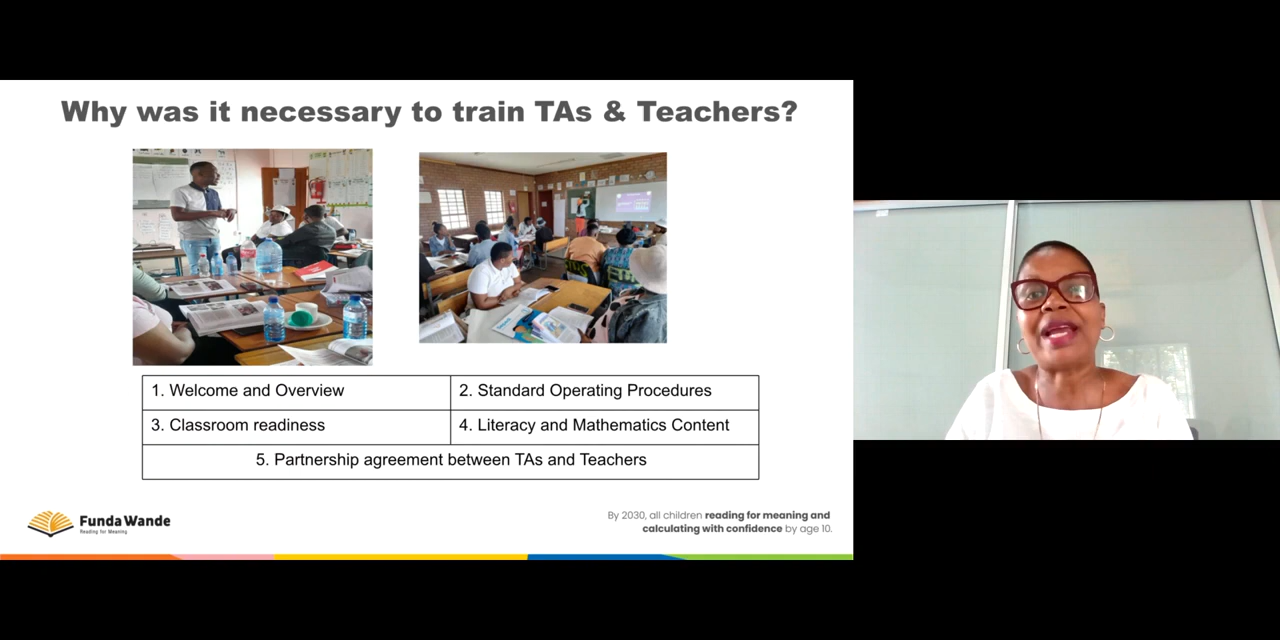 Why was it necessary to train TAs & Teachers?
1. Welcome and Overview
2. Standard Operating Procedures
3. Classroom readiness
4. Literacy and Mathematics Content
5. Partnership agreement between TAs and Teachers
Funda Wande
Reading for Meaning
By 2030, all children reading for meaning and
calculating with confidence by age 10.